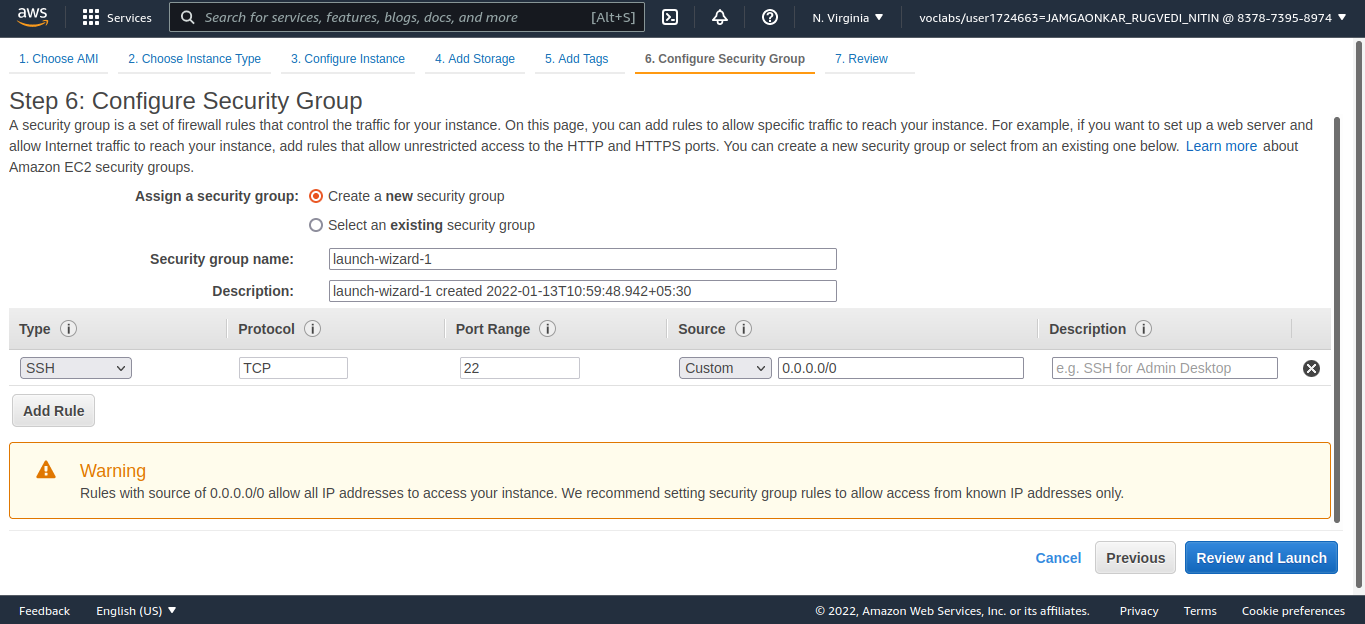 aws Services Search for services, features, blogs, docs, and more [Alt+S] N. Virginia voclabs/user1724663=JAMGAONKAR_RUGVEDI_NITIN @ 8378-7395-8974
1. Choose AMI 2. Choose Instance Type 3. Configure Instance 4. Add Storage 5. Add Tags 6. Configure Security Group 7. Review
Step 6: Configure Security Group
A security group is a set of firewall rules that control the traffic for your instance. On this page, you can add rules to allow specific traffic to reach your instance. For example, if you want to set up a web server and
allow Internet traffic to reach your instance, add rules that allow unrestricted access to the HTTP and HTTPS ports. You can create a new security group or select from an existing one below. Learn more about
Amazon EC2 security groups.
Assign a security group: Create a new security group
Select an existing security group
Security group name: launch-wizard-1
Description: launch-wizard-1 created 2022-01-13T10:59:48.942+05:30
Type i Protocol i Port Range i Source i Description i
SSH TCP 22 Custom 0.0.0.0/0 e.g. SSH for Admin Desktop
Add Rule
Warning
Rules with source of 0.0.0.0/0 allow all IP addresses to access your instance. We recommend setting security group rules to allow access from known IP addresses only.
Cancel Previous Review and Launch
Feedback English (US) © 2022, Amazon Web Services, Inc. or its affiliates. Privacy Terms Cookie preferences